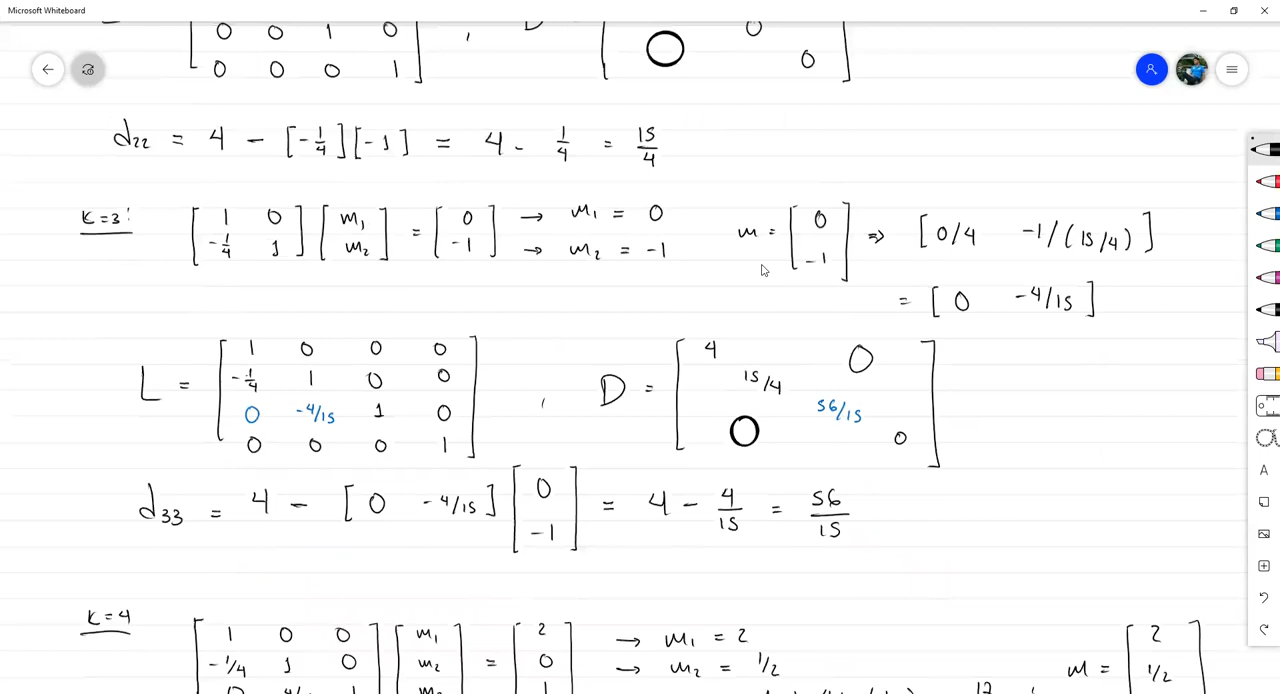 Microsoft Whiteboard
0 0 1 0
0 0 0 1
,
0
0 0
d22 = 4 - [-1/4][-1] = 4 - 1/4 = 15/4
K=3: [1 0; -1/4 1] [m1; m2] = [0; -1] → m1 = 0 → m2 = -1 m = [0; -1] ⇒ [0/4 -1/(15/4)]
= [0 -4/15]
L = [1 0 0 0; -1/4 1 0 0; 0 -4/15 1 0; 0 0 0 1] , D = [4 0; 15/4; 56/15; 0 0]
d33 = 4 - [0 -4/15] [0; -1] = 4 - 4/15 = 56/15
K=4
[1 0 0; -1/4 1 0] [m1; m2] = [2; 0; 1] → m1 = 2 → m2 = 1/2 m = [2; 1/2]
A